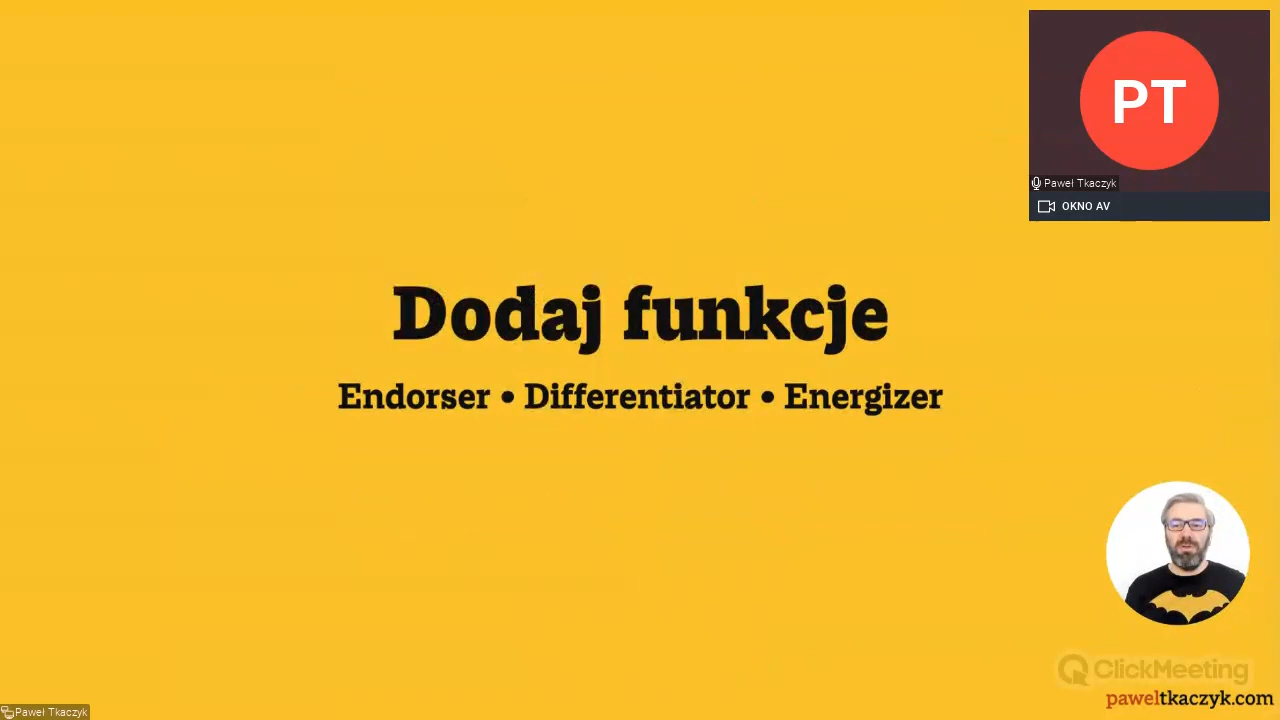 PT
Paweł Tkaczyk
OKNO AV
Dodaj funkcje
Endorser • Differentiator • Energizer
ClickMeeting
paweltkaczyk.com
Paweł Tkaczyk